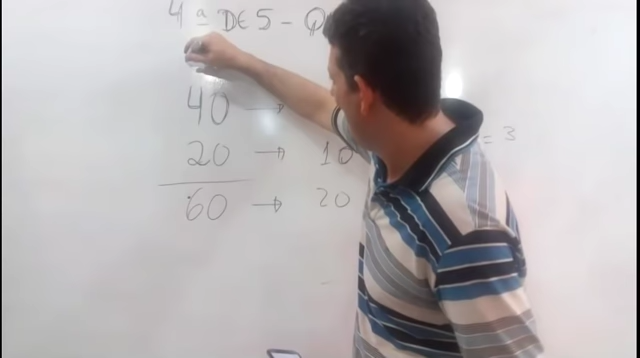 4ª DE 5 - Q
40 →
20 → 10
60 → 20
= 3